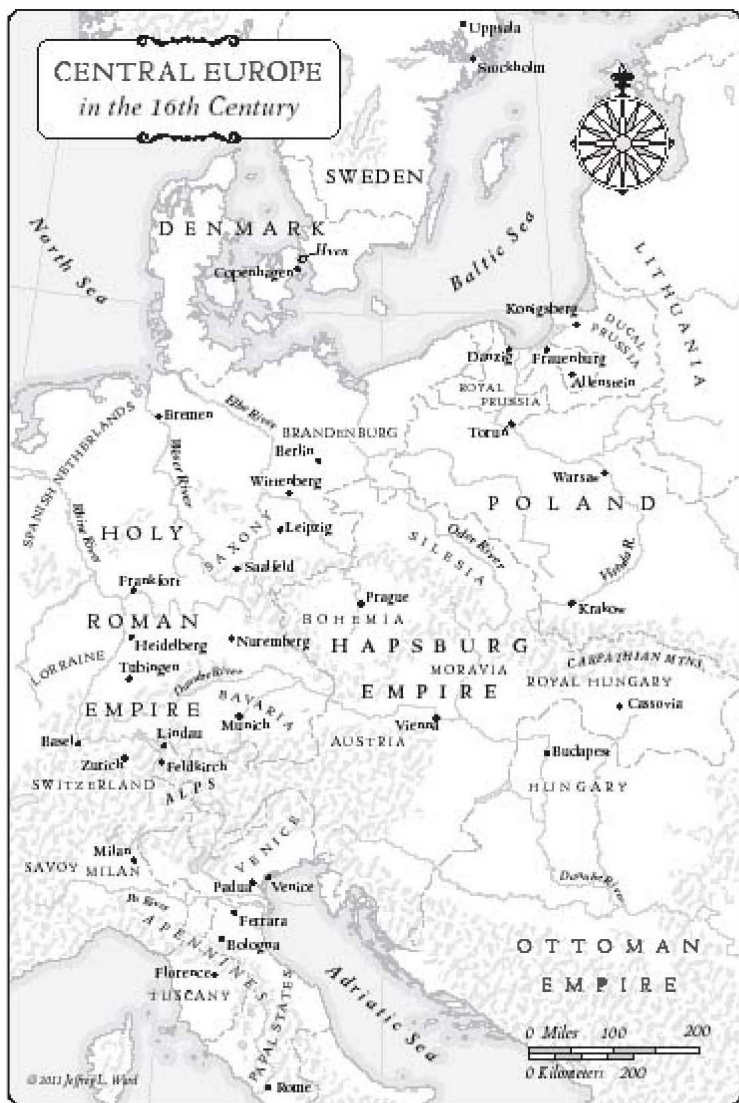 Uppsala
Stockholm
CENTRAL EUROPE
in the 16th Century
SWEDEN
DENMARK
North Sea
Hven
Copenhagen
Baltic Sea
LITHUANIA
Konigsberg
DUCAL
PRUSSIA
Danzig
Frauenburg
Allenstein
ROYAL
PRUSSIA
Torun
Bremen
Elbe River
BRANDENBURG
Berlin
SPANISH NETHERLANDS
Weser River
Wittenberg
Warsaw
POLAND
Rhine River
HOLY
SAXONY
Leipzig
Oder River
SILESIA
Saalfeld
Vistula R.
Frankfort
Prague
Krakow
BOHEMIA
ROMAN
Heidelberg
Nuremberg
HAPSBURG
LORRAINE
MORAVIA
CARPATHIAN MTNS.
Tubingen
Danube River
EMPIRE
ROYAL HUNGARY
BAVARIA
Cassovia
EMPIRE
Munich
Vienna
Basel
Lindau
AUSTRIA
Budapest
Zurich
Feldkirch
SWITZERLAND
ALPS
HUNGARY
Milan
VENICE
SAVOY
MILAN
Padua
Venice
Danube River
Po River
Ferrara
APENNINES
Bologna
OTTOMAN
EMPIRE
Florence
TUSCANY
Adriatic Sea
PAPAL STATES
0 Miles 100 200
0 Kilometers 200
© 2011 Jeffrey L. Ward
Rome